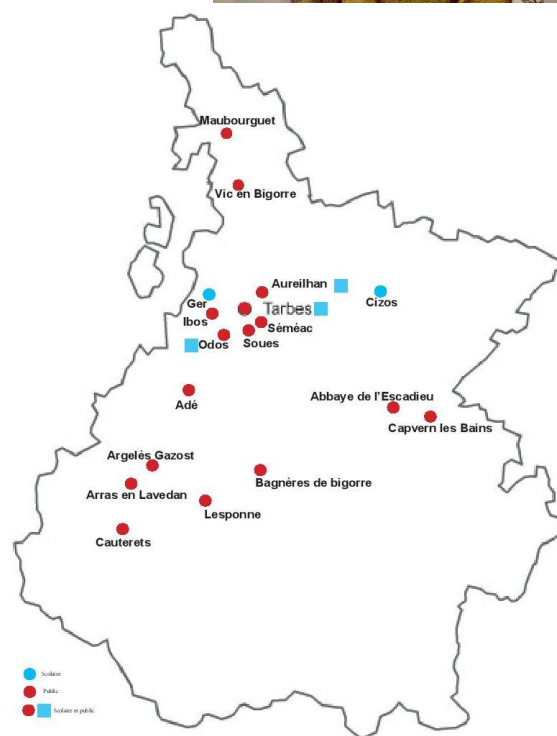 Maubourguet
Vic en Bigorre
Aureilhan
Ger
Tarbes
Cizos
Ibos
Séméac
Odos
Soues
Adé
Abbaye de l'Escadieu
Capvern les Bains
Argelès Gazost
Arras en Lavedan
Bagnères de bigorre
Lesponne
Cauterets
Scolaire
Public
Scolaire et public